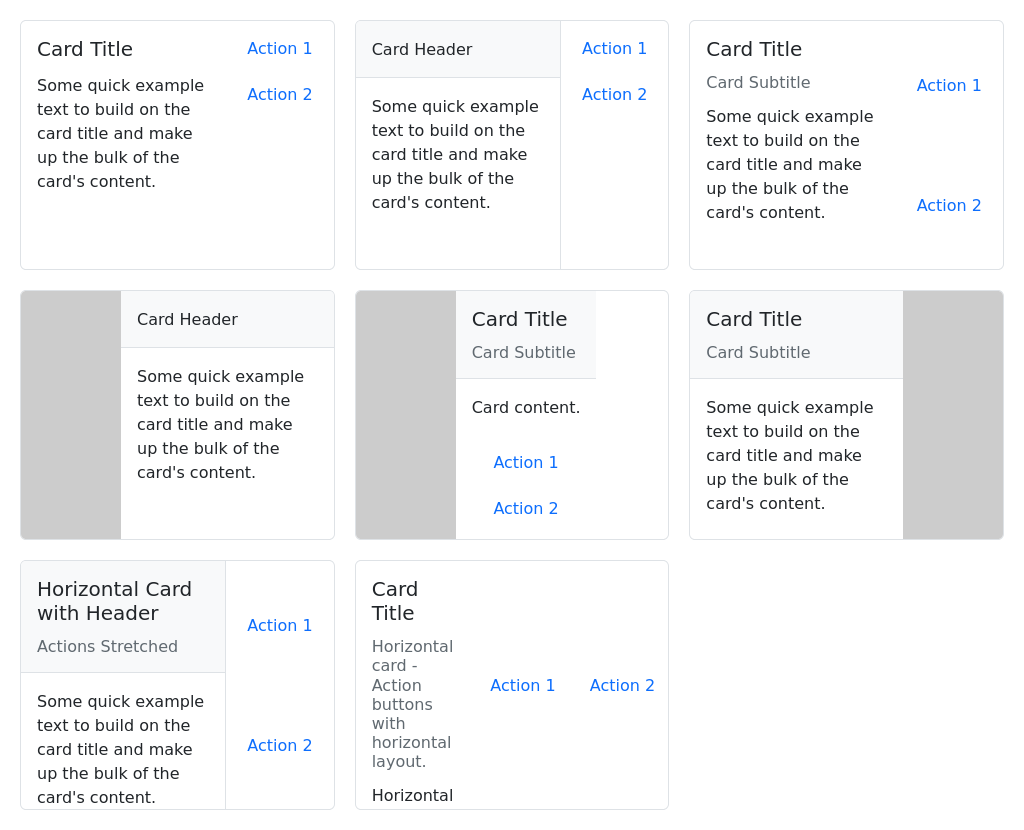 Card Title
Some quick example
text to build on the
card title and make
up the bulk of the
card's content.
Action 1
Action 2
Card Header
Some quick example
text to build on the
card title and make
up the bulk of the
card's content.
Action 1
Action 2
Card Title
Card Subtitle
Some quick example
text to build on the
card title and make
up the bulk of the
card's content.
Action 1
Action 2
Card Header
Some quick example
text to build on the
card title and make
up the bulk of the
card's content.
Card Title
Card Subtitle
Card content.
Action 1
Action 2
Card Title
Card Subtitle
Some quick example
text to build on the
card title and make
up the bulk of the
card's content.
Horizontal Card
with Header
Actions Stretched
Some quick example
text to build on the
card title and make
up the bulk of the
card's content.
Action 1
Action 2
Card
Title
Horizontal
card -
Action
buttons
with
horizontal
layout.
Horizontal
Action 1
Action 2